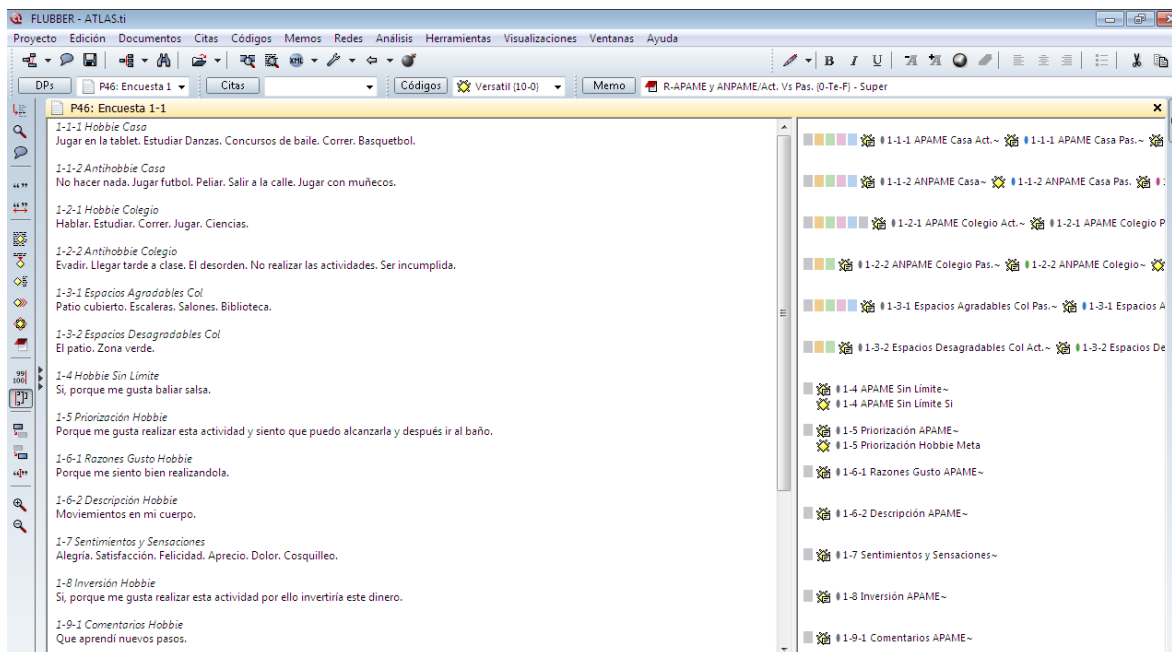 FLUBBER - ATLAS.ti
Proyecto Edición Documentos Citas Códigos Memos Redes Análisis Herramientas Visualizaciones Ventanas Ayuda
XML B I U A A
DPs P46: Encuesta 1 Citas Códigos Versatil {10-0} Memo R-APAME y ANPAME/Act. Vs Pas. {0-Te-F} - Super
P46: Encuesta 1-1
1-1-1 Hobbie Casa
Jugar en la tablet. Estudiar Danzas. Concursos de baile. Correr. Basquetbol.
1-1-1 APAME Casa Act.~ 1-1-1 APAME Casa Pas.~
1-1-2 Antihobbie Casa
No hacer nada. Jugar futbol. Peliar. Salir a la calle. Jugar con muñecos.
1-1-2 ANPAME Casa~ 1-1-2 ANPAME Casa Pas.
1-2-1 Hobbie Colegio
Hablar. Estudiar. Correr. Jugar. Ciencias.
1-2-1 APAME Colegio Act.~ 1-2-1 APAME Colegio P
1-2-2 Antihobbie Colegio
Evadir. Llegar tarde a clase. El desorden. No realizar las actividades. Ser incumplida.
1-2-2 ANPAME Colegio Pas.~ 1-2-2 ANPAME Colegio~
1-3-1 Espacios Agradables Col
Patio cubierto. Escaleras. Salones. Biblioteca.
1-3-1 Espacios Agradables Col Pas.~ 1-3-1 Espacios A
1-3-2 Espacios Desagradables Col
El patio. Zona verde.
1-3-2 Espacios Desagradables Col Act.~ 1-3-2 Espacios De
99 100
1-4 Hobbie Sin Límite
Si, porque me gusta baliar salsa.
1-4 APAME Sin Límite~
1-4 APAME Sin Límite Si
1-5 Priorización Hobbie
Porque me gusta realizar esta actividad y siento que puedo alcanzarla y después ir al baño.
1-5 Priorización APAME~
1-5 Priorización Hobbie Meta
1-6-1 Razones Gusto Hobbie
Porque me siento bien realizandola.
1-6-1 Razones Gusto APAME~
1-6-2 Descripción Hobbie
Moviemientos en mi cuerpo.
1-6-2 Descripción APAME~
1-7 Sentimientos y Sensaciones
Alegría. Satisfacción. Felicidad. Aprecio. Dolor. Cosquilleo.
1-7 Sentimientos y Sensaciones~
1-8 Inversión Hobbie
Si, porque me gusta realizar esta actividad por ello invertiría este dinero.
1-8 Inversión APAME~
1-9-1 Comentarios Hobbie
Que aprendí nuevos pasos.
1-9-1 Comentarios APAME~